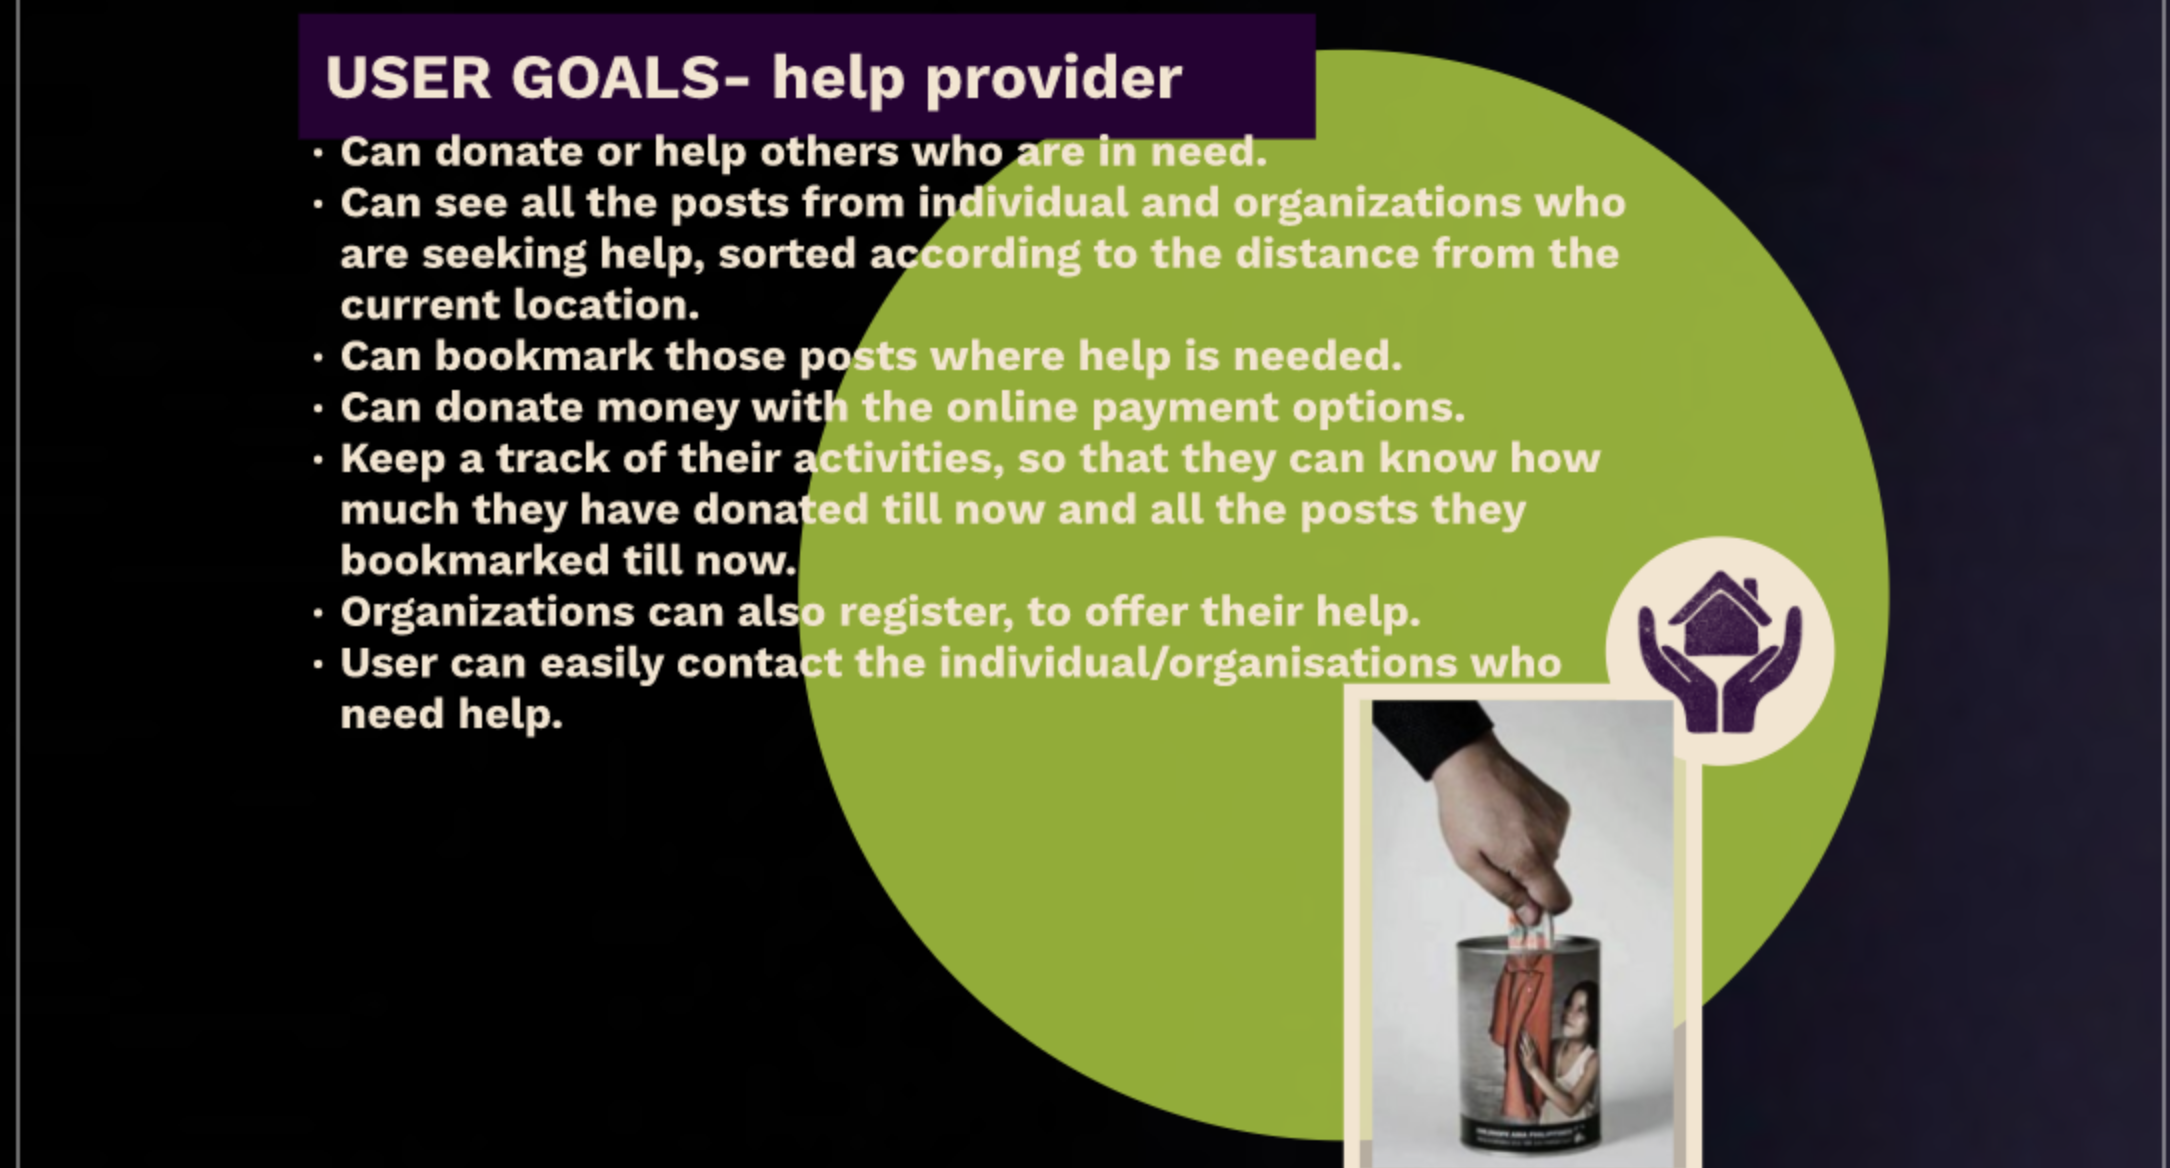 USER GOALS- help provider
• Can donate or help others who are in need.
• Can see all the posts from individual and organizations who
are seeking help, sorted according to the distance from the
current location.
• Can bookmark those posts where help is needed.
• Can donate money with the online payment options.
• Keep a track of their activities, so that they can know how
much they have donated till now and all the posts they
bookmarked till now.
• Organizations can also register, to offer their help.
• User can easily contact the individual/organisations who
need help.